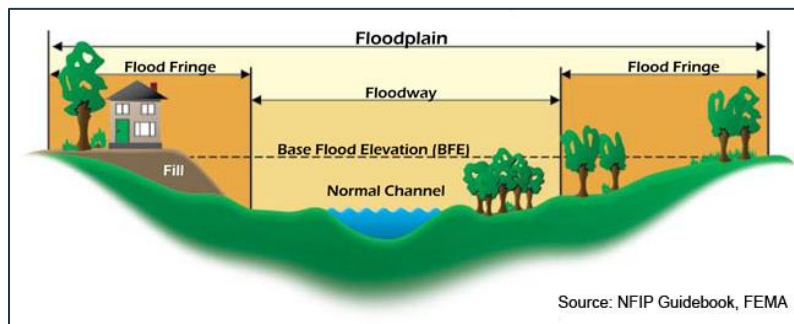 Floodplain
Flood Fringe
Flood Fringe
Floodway
Base Flood Elevation (BFE)
Fill
Normal Channel
Source: NFIP Guidebook, FEMA